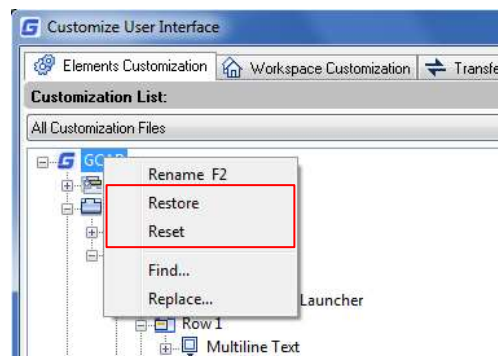 Customize User Interface
Elements Customization Workspace Customization Transfe
Customization List:
All Customization Files
Rename F2
Restore
Reset
Find...
Replace...
Launcher
Row 1
Multiline Text